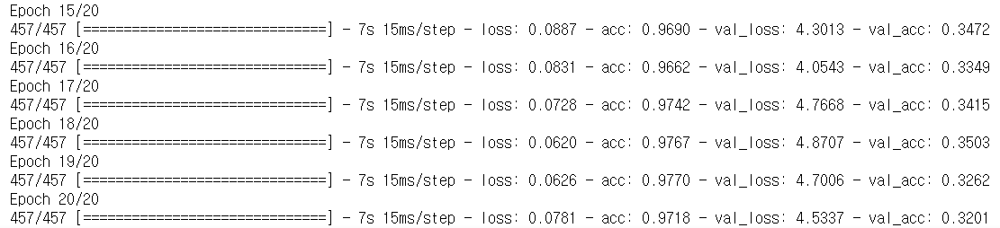 Epoch 15/20
457/457 [==============================] - 7s 15ms/step - loss: 0.0887 - acc: 0.9690 - val_loss: 4.3013 - val_acc: 0.3472
Epoch 16/20
457/457 [==============================] - 7s 15ms/step - loss: 0.0831 - acc: 0.9662 - val_loss: 4.0543 - val_acc: 0.3349
Epoch 17/20
457/457 [==============================] - 7s 15ms/step - loss: 0.0728 - acc: 0.9742 - val_loss: 4.7668 - val_acc: 0.3415
Epoch 18/20
457/457 [==============================] - 7s 15ms/step - loss: 0.0620 - acc: 0.9767 - val_loss: 4.8707 - val_acc: 0.3503
Epoch 19/20
457/457 [==============================] - 7s 15ms/step - loss: 0.0626 - acc: 0.9770 - val_loss: 4.7006 - val_acc: 0.3262
Epoch 20/20
457/457 [==============================] - 7s 15ms/step - loss: 0.0781 - acc: 0.9718 - val_loss: 4.5337 - val_acc: 0.3201